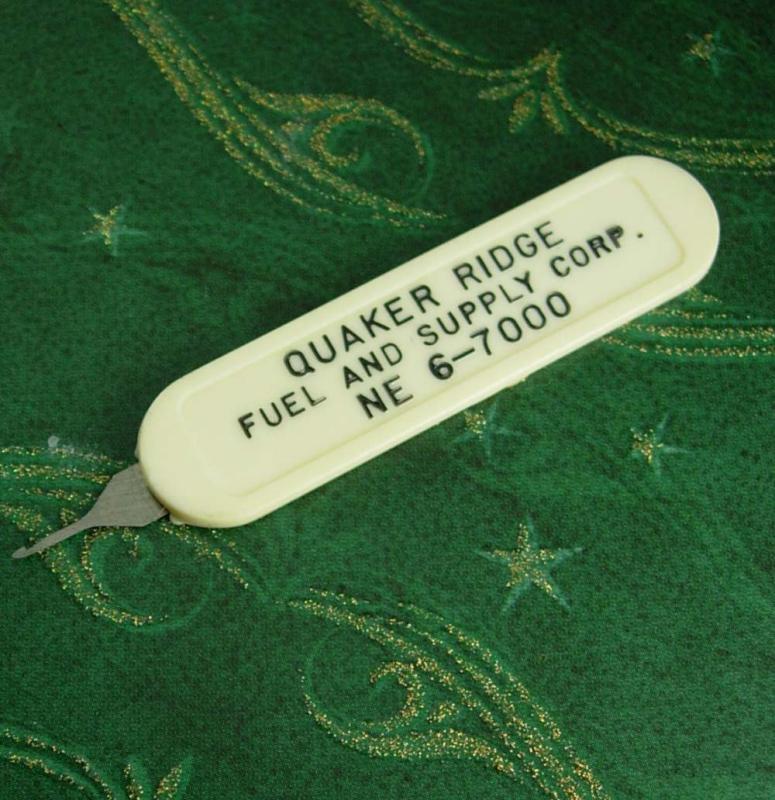 QUAKER RIDGE
FUEL AND SUPPLY CORP.
NE 6-7000